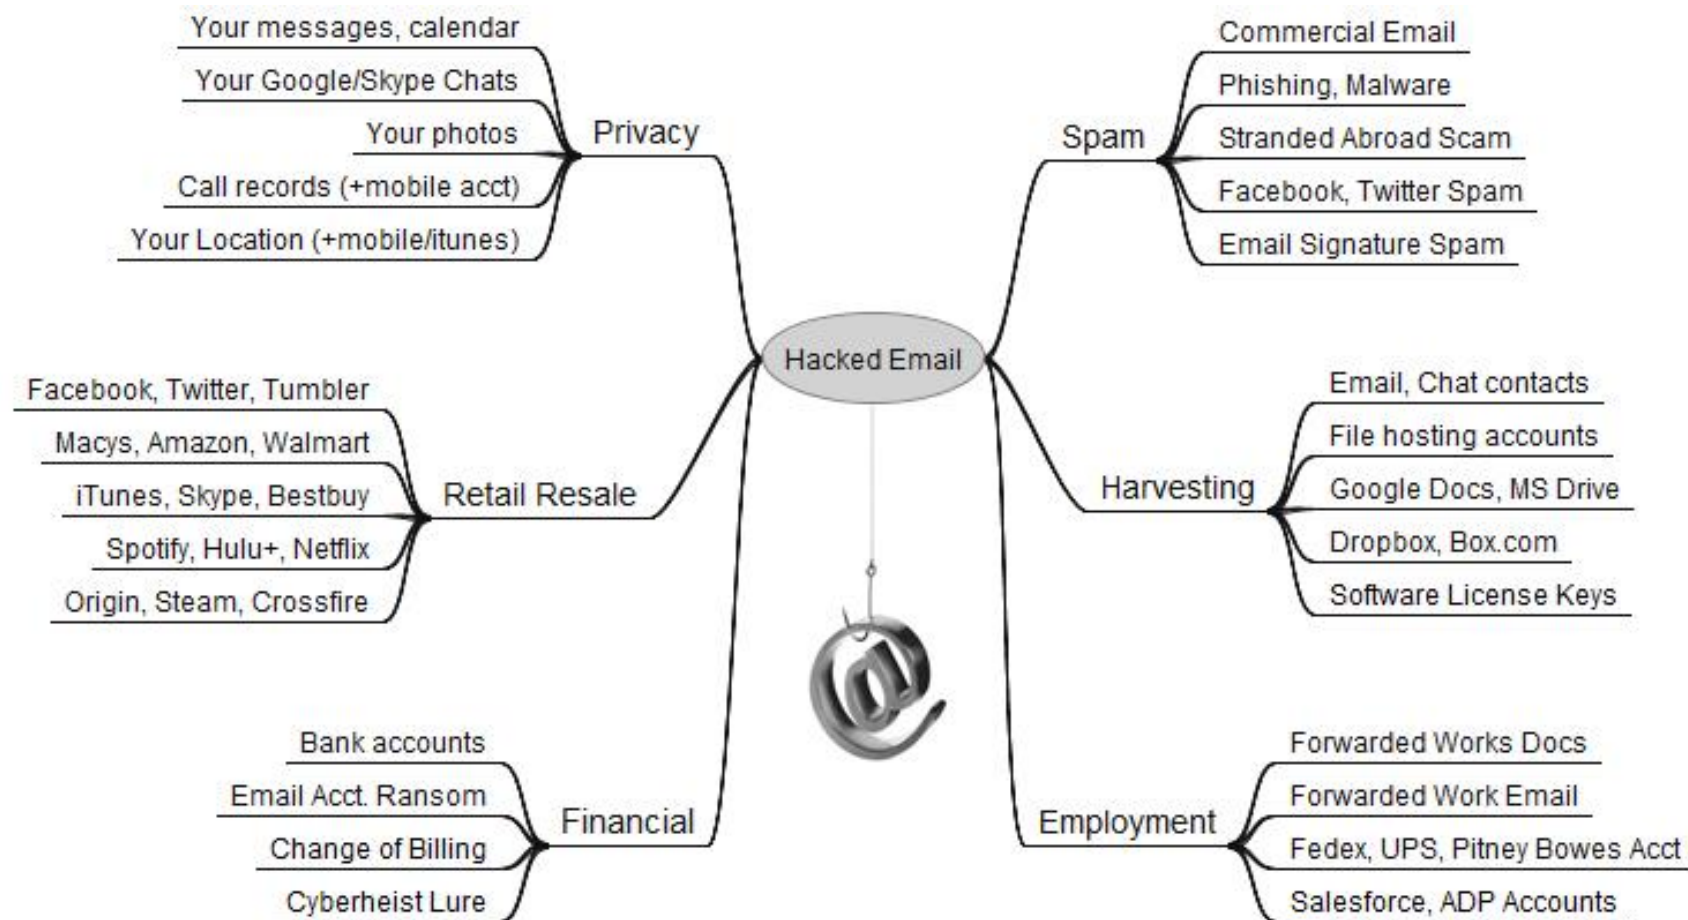 Your messages, calendar
Your Google/Skype Chats
Your photos
Call records (+mobile acct)
Your Location (+mobile/itunes)
Privacy
Commercial Email
Phishing, Malware
Stranded Abroad Scam
Facebook, Twitter Spam
Email Signature Spam
Spam
Hacked Email
Facebook, Twitter, Tumbler
Macys, Amazon, Walmart
iTunes, Skype, Bestbuy
Spotify, Hulu+, Netflix
Origin, Steam, Crossfire
Retail Resale
Email, Chat contacts
File hosting accounts
Google Docs, MS Drive
Dropbox, Box.com
Software License Keys
Harvesting
@
Bank accounts
Email Acct. Ransom
Change of Billing
Cyberheist Lure
Financial
Forwarded Works Docs
Forwarded Work Email
Fedex, UPS, Pitney Bowes Acct
Salesforce, ADP Accounts
Employment